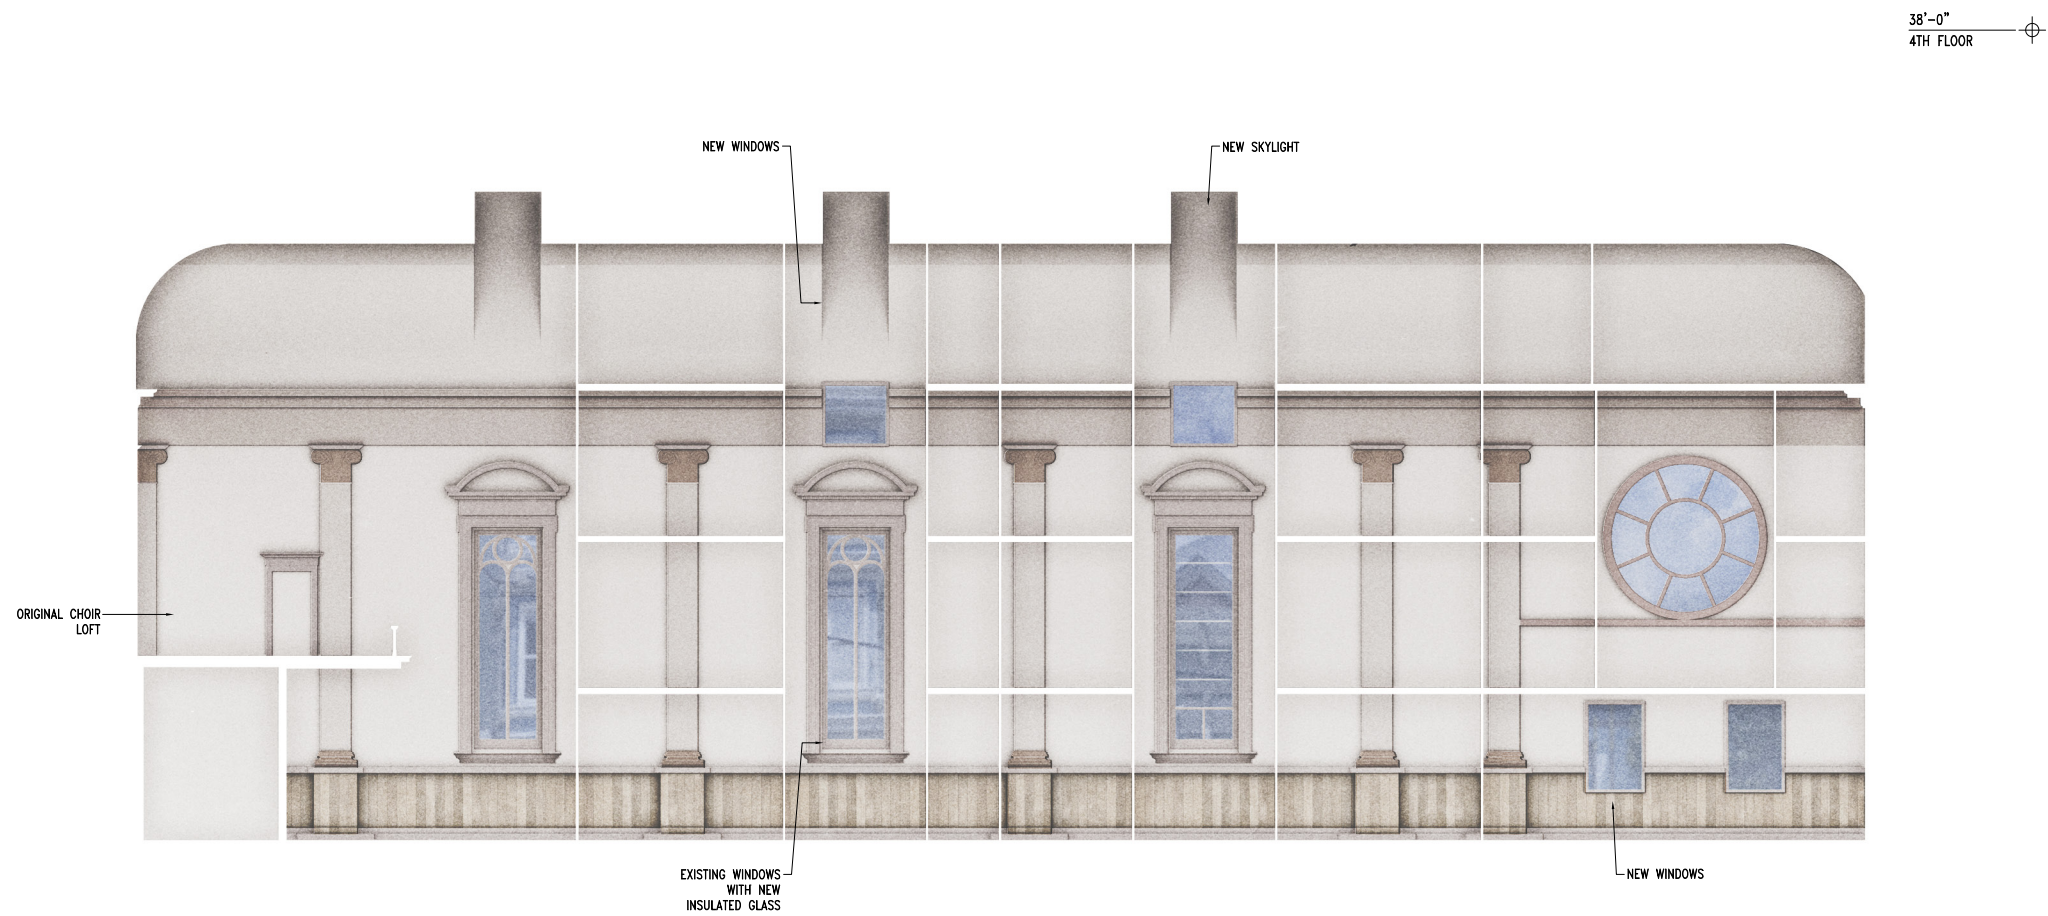 38'-0"
4TH FLOOR
NEW WINDOWS
NEW SKYLIGHT
ORIGINAL CHOIR
LOFT
EXISTING WINDOWS
WITH NEW
INSULATED GLASS
NEW WINDOWS